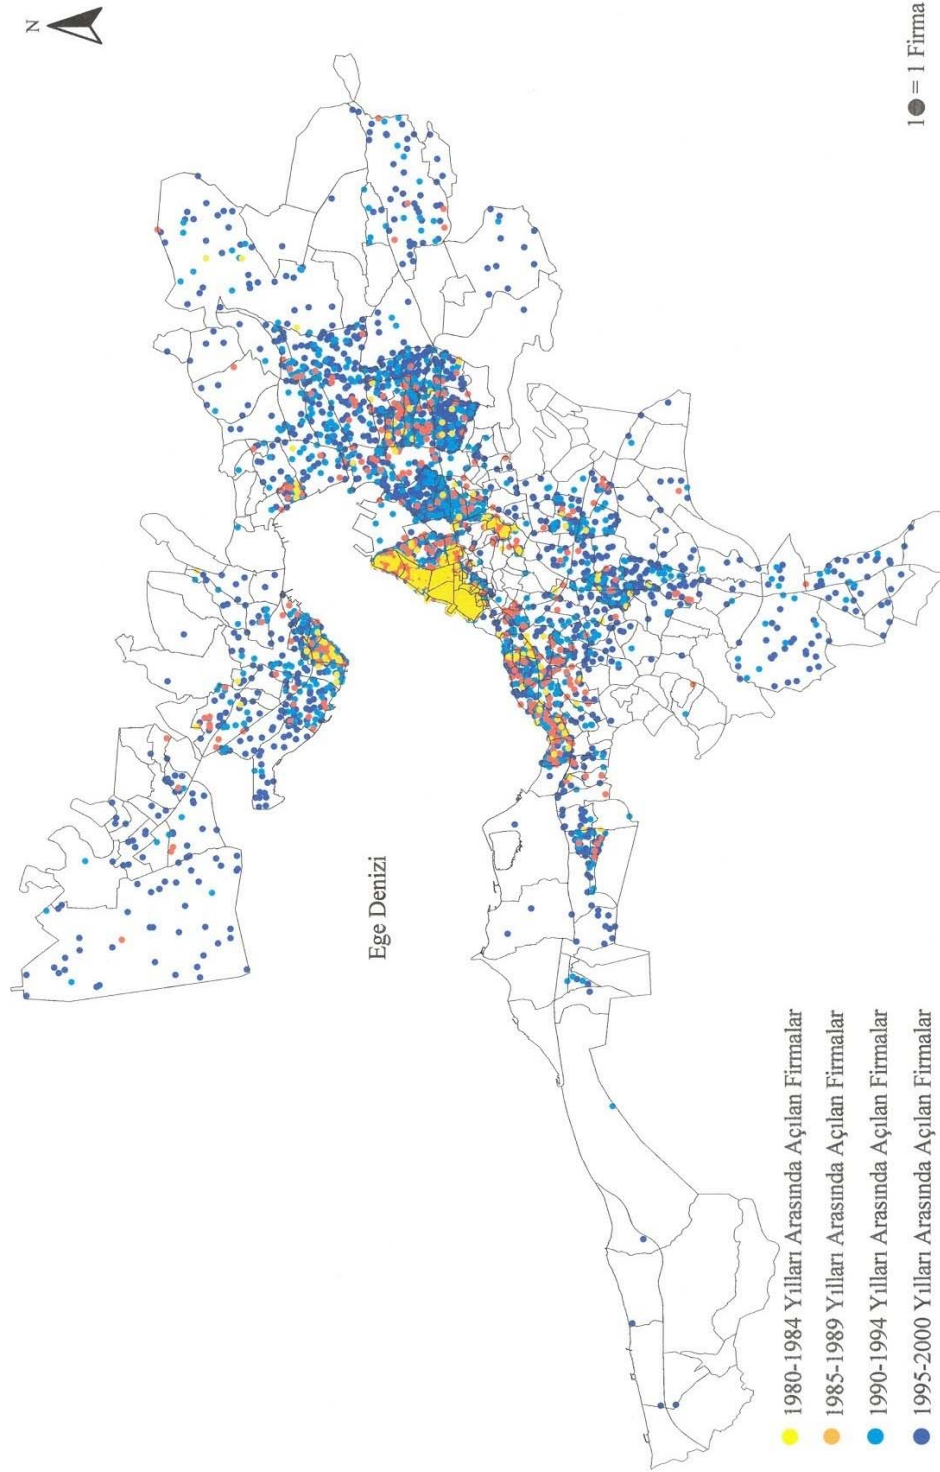 N
Ege Denizi
1980-1984 Yılları Arasında Açılan Firmalar
1985-1989 Yılları Arasında Açılan Firmalar
1990-1994 Yılları Arasında Açılan Firmalar
1995-2000 Yılları Arasında Açılan Firmalar
1 = 1 Firma